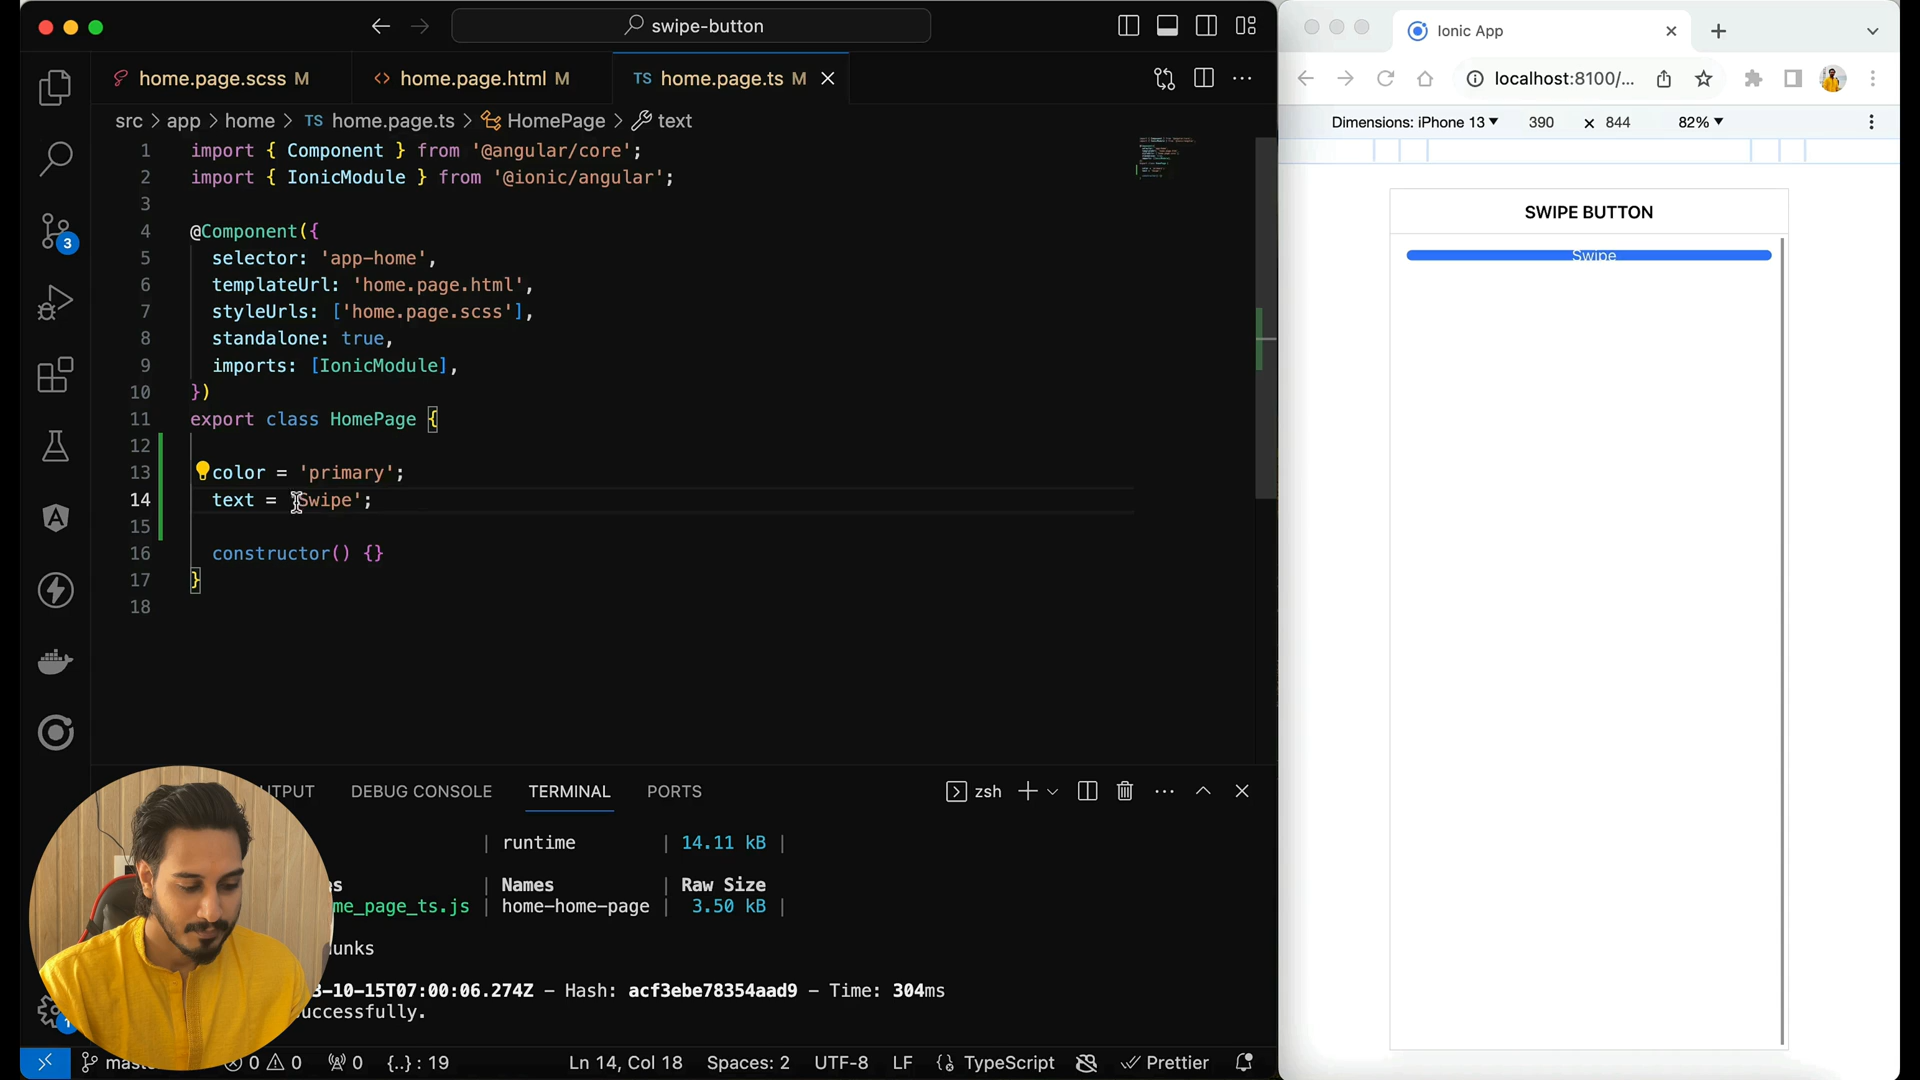 swipe-button
home.page.scss M
<> home.page.html M
TS home.page.ts M
src > app > home > TS home.page.ts > HomePage > text
1 import { Component } from '@angular/core';
2 import { IonicModule } from '@ionic/angular';
3
4 @Component({
5 selector: 'app-home',
6 templateUrl: 'home.page.html',
7 styleUrls: ['home.page.scss'],
8 standalone: true,
9 imports: [IonicModule],
10 })
11 export class HomePage {
12
13 color = 'primary';
14 text = 'Swipe';
15
16 constructor() {}
17 }
18
3
UTPUT DEBUG CONSOLE TERMINAL PORTS zsh
| runtime | 14.11 kB |
| Names | Raw Size
me_page_ts.js | home-home-page | 3.50 kB |
unks
3-10-15T07:00:06.274Z - Hash: acf3ebe78354aad9 - Time: 304ms
uccessfully.
0 0 0 {..} : 19 Ln 14, Col 18 Spaces: 2 UTF-8 LF {} TypeScript Prettier
Ionic App
localhost:8100/...
Dimensions: iPhone 13 390 × 844 82%
SWIPE BUTTON
Swipe